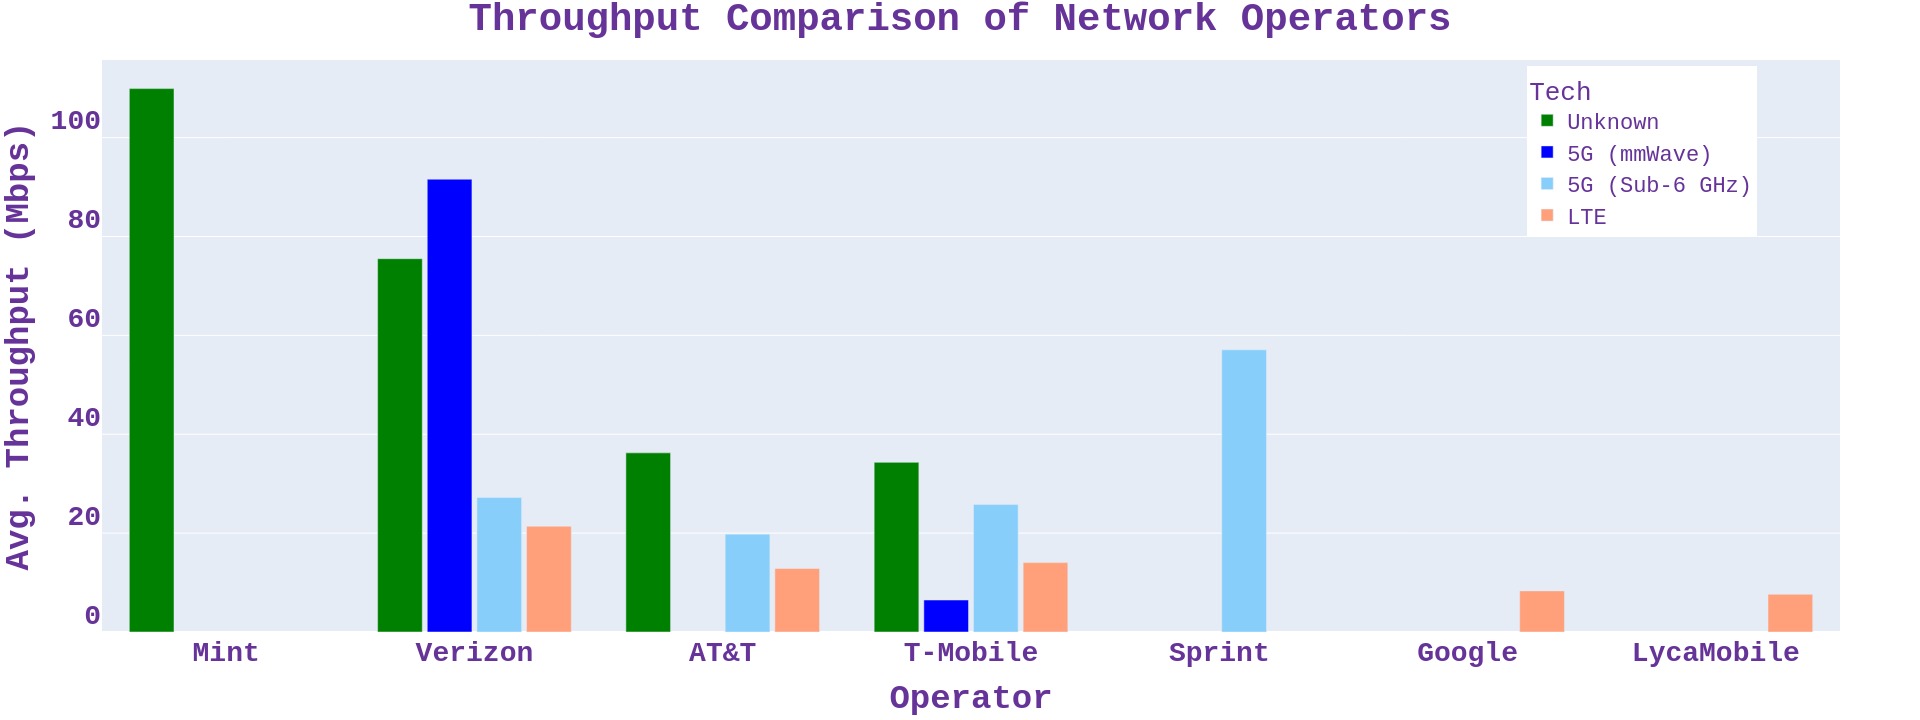 Throughput Comparison of Network Operators
Avg. Throughput (Mbps)
100
80
60
40
20
0
Tech
Unknown
5G (mmWave)
5G (Sub-6 GHz)
LTE
Mint Verizon AT&T T-Mobile Sprint Google LycaMobile
Operator